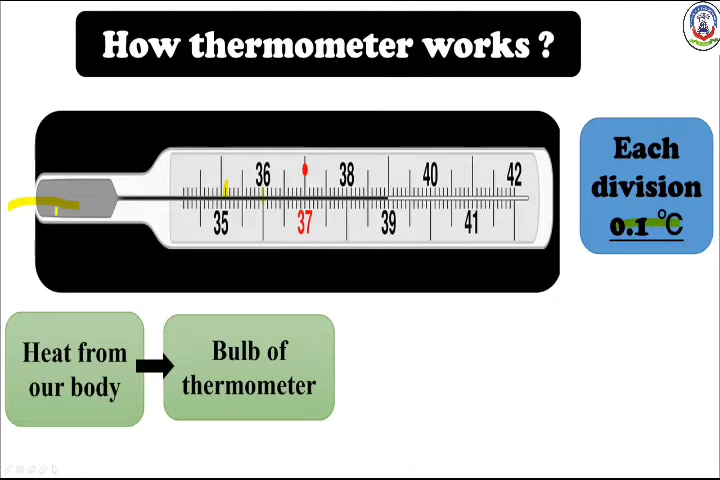 How thermometer works ?
36 38 40 42
35 37 39 41
Each
division
0.1 °C
Heat from
our body
Bulb of
thermometer